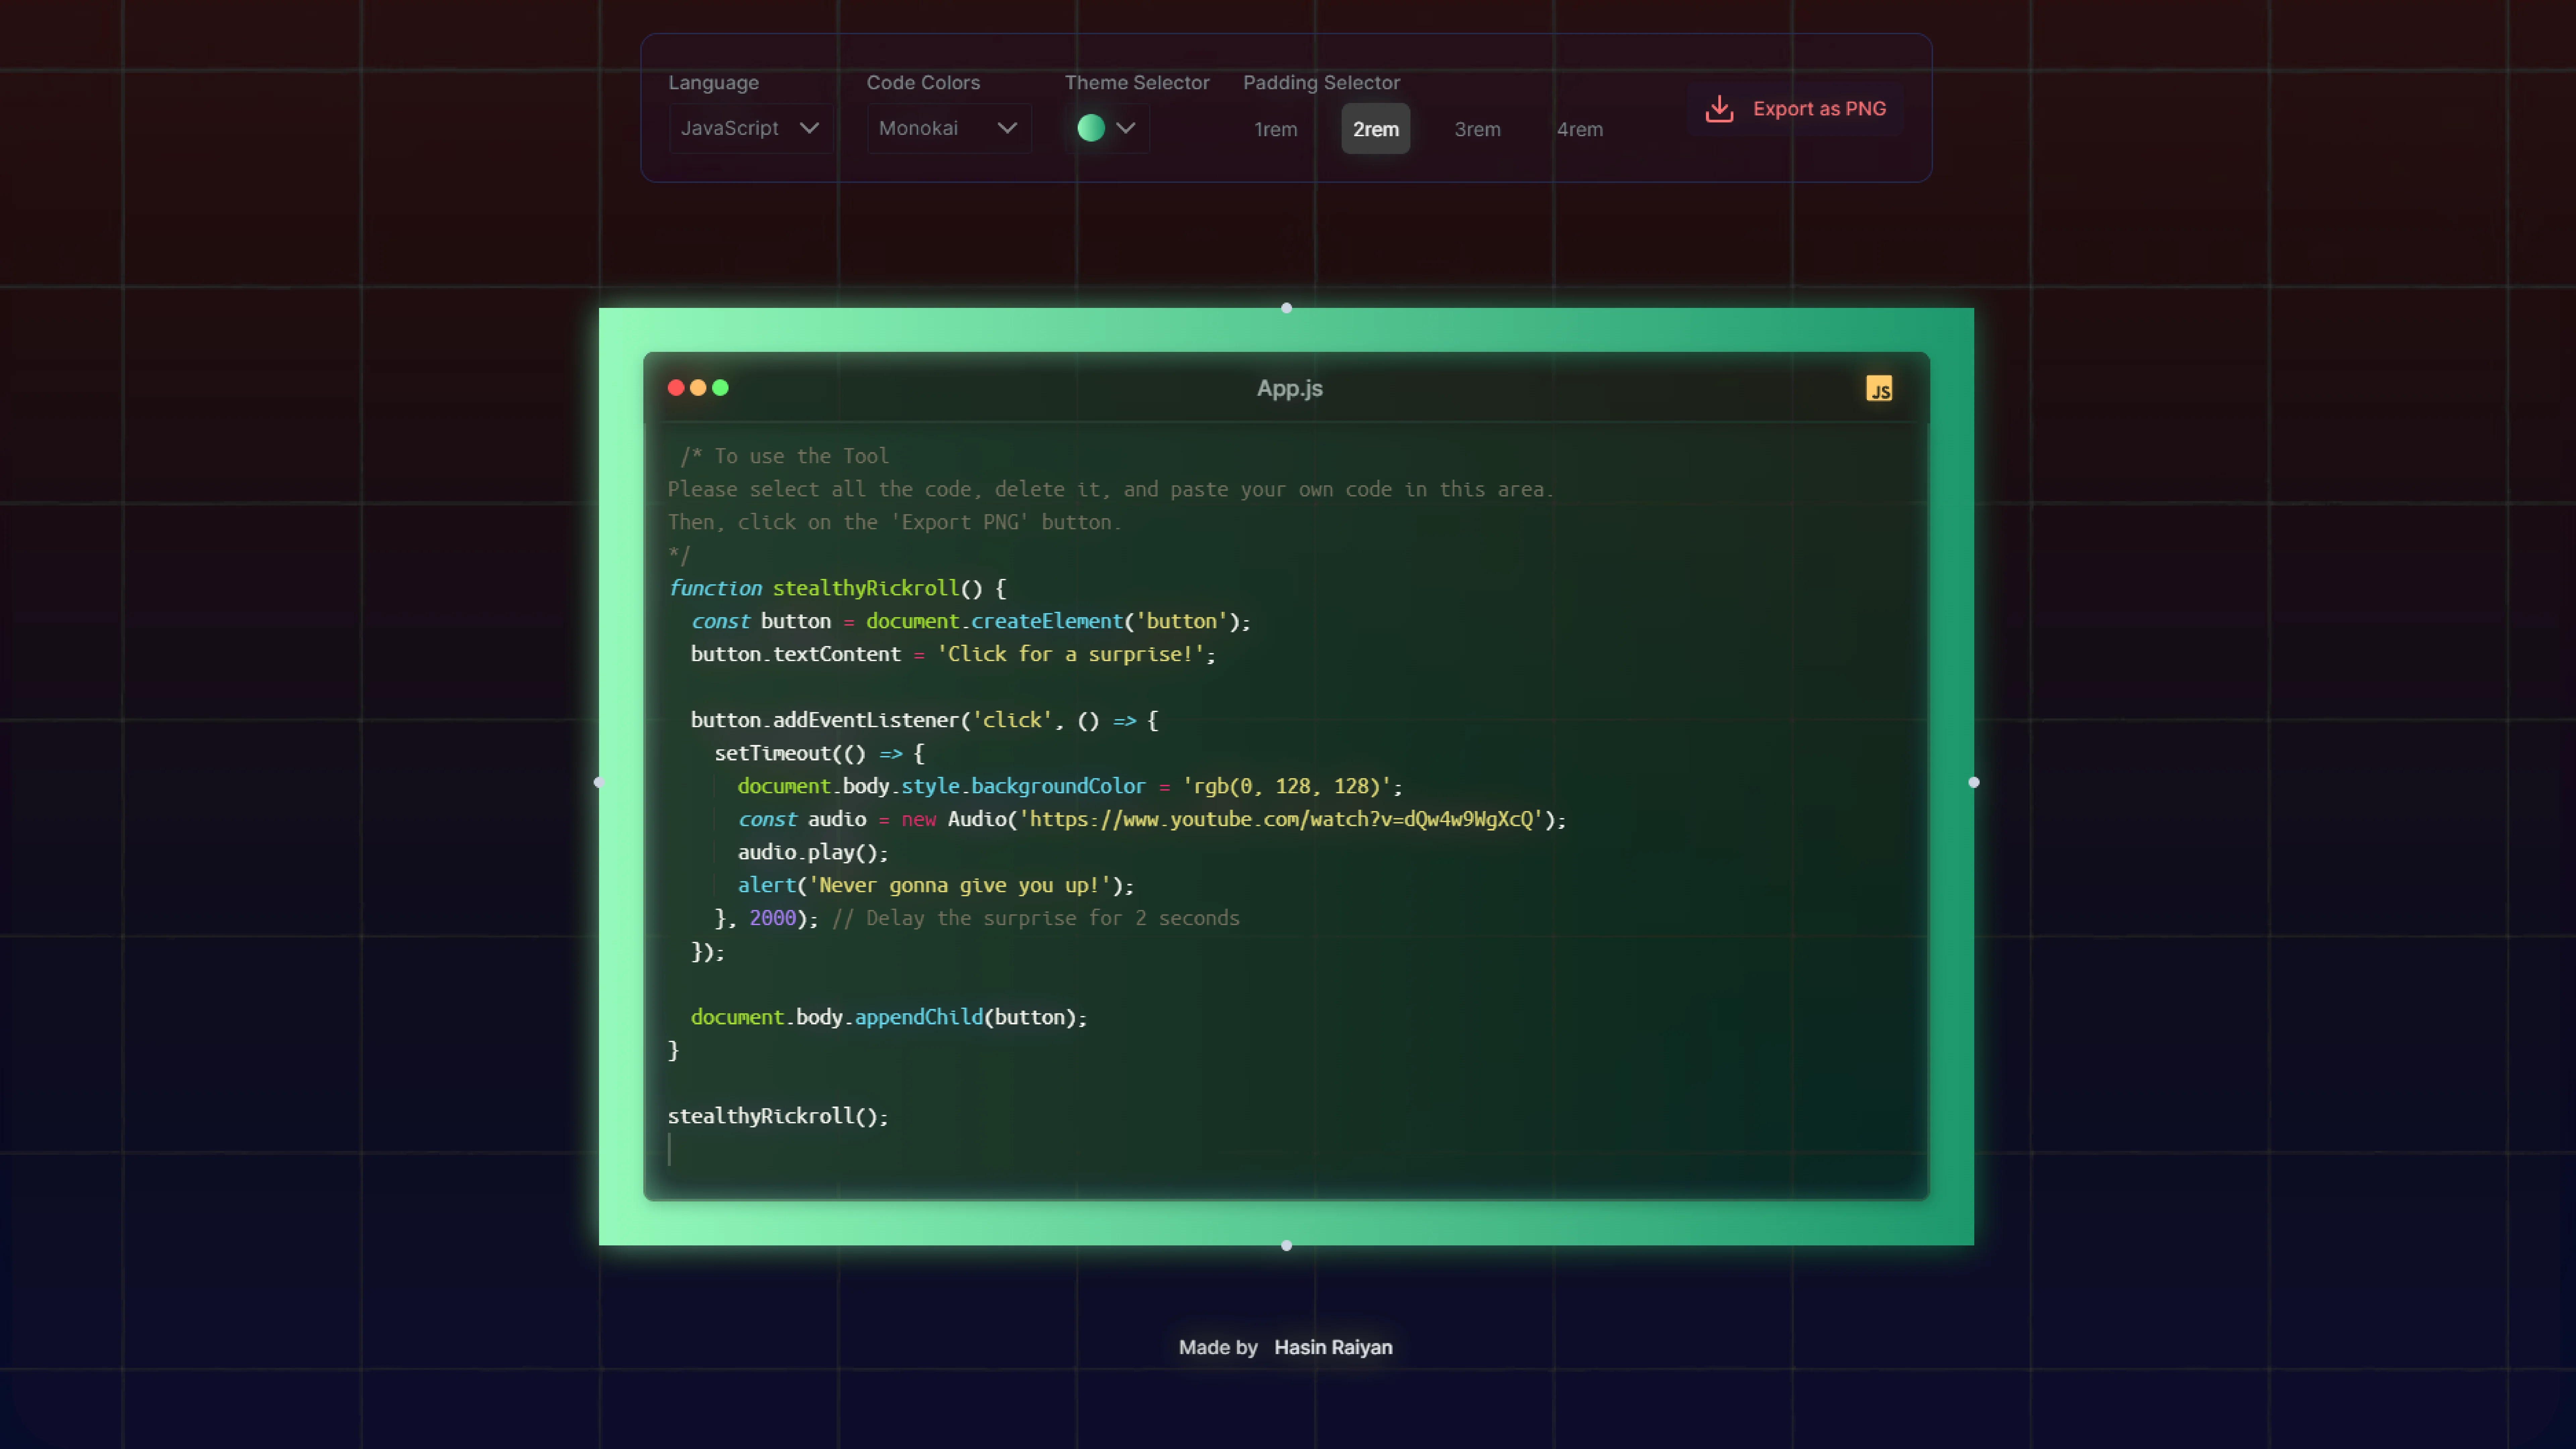 Language
Code Colors
Theme Selector
Padding Selector
JavaScript
Monokai
1rem
2rem
3rem
4rem
Export as PNG
App.js
JS
/* To use the Tool
Please select all the code, delete it, and paste your own code in this area.
Then, click on the 'Export PNG' button.
*/
function stealthyRickroll() {
  const button = document.createElement('button');
  button.textContent = 'Click for a surprise!';

  button.addEventListener('click', () => {
    setTimeout(() => {
      document.body.style.backgroundColor = 'rgb(0, 128, 128)';
      const audio = new Audio('https://www.youtube.com/watch?v=dQw4w9WgXcQ');
      audio.play();
      alert('Never gonna give you up!');
    }, 2000); // Delay the surprise for 2 seconds
  });

  document.body.appendChild(button);
}

stealthyRickroll();
Made by Hasin Raiyan